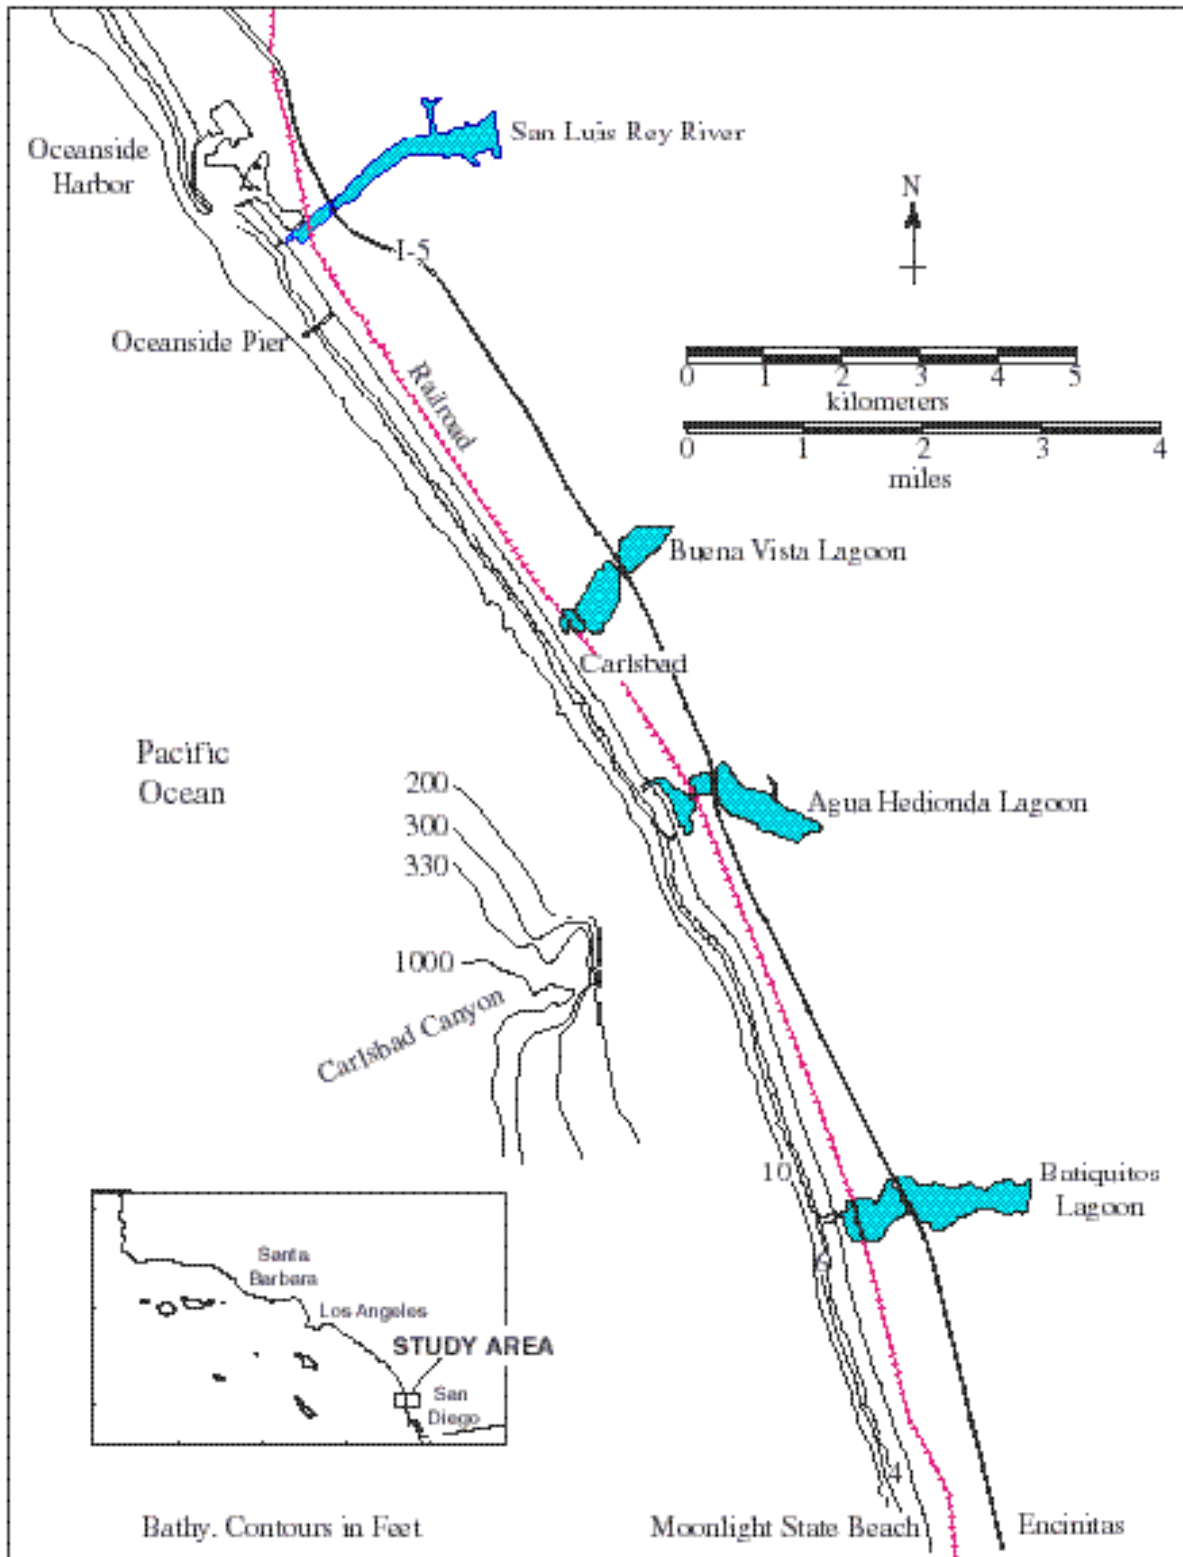 San Luis Rey River
Oceanside
Harbor
N
I-5
Oceanside Pier
0 1 2 3 4 5
kilometers
Railroad
0 1 2 3 4
miles
Buena Vista Lagoon
Carlsbad
Pacific
Ocean
200
300
330
Agua Hedionda Lagoon
1000
Carlsbad Canyon
10
Batiquitos
Lagoon
6
Santa
Barbara
Los Angeles
STUDY AREA
San
Diego
4
Bathy. Contours in Feet
Moonlight State Beach
Encinitas